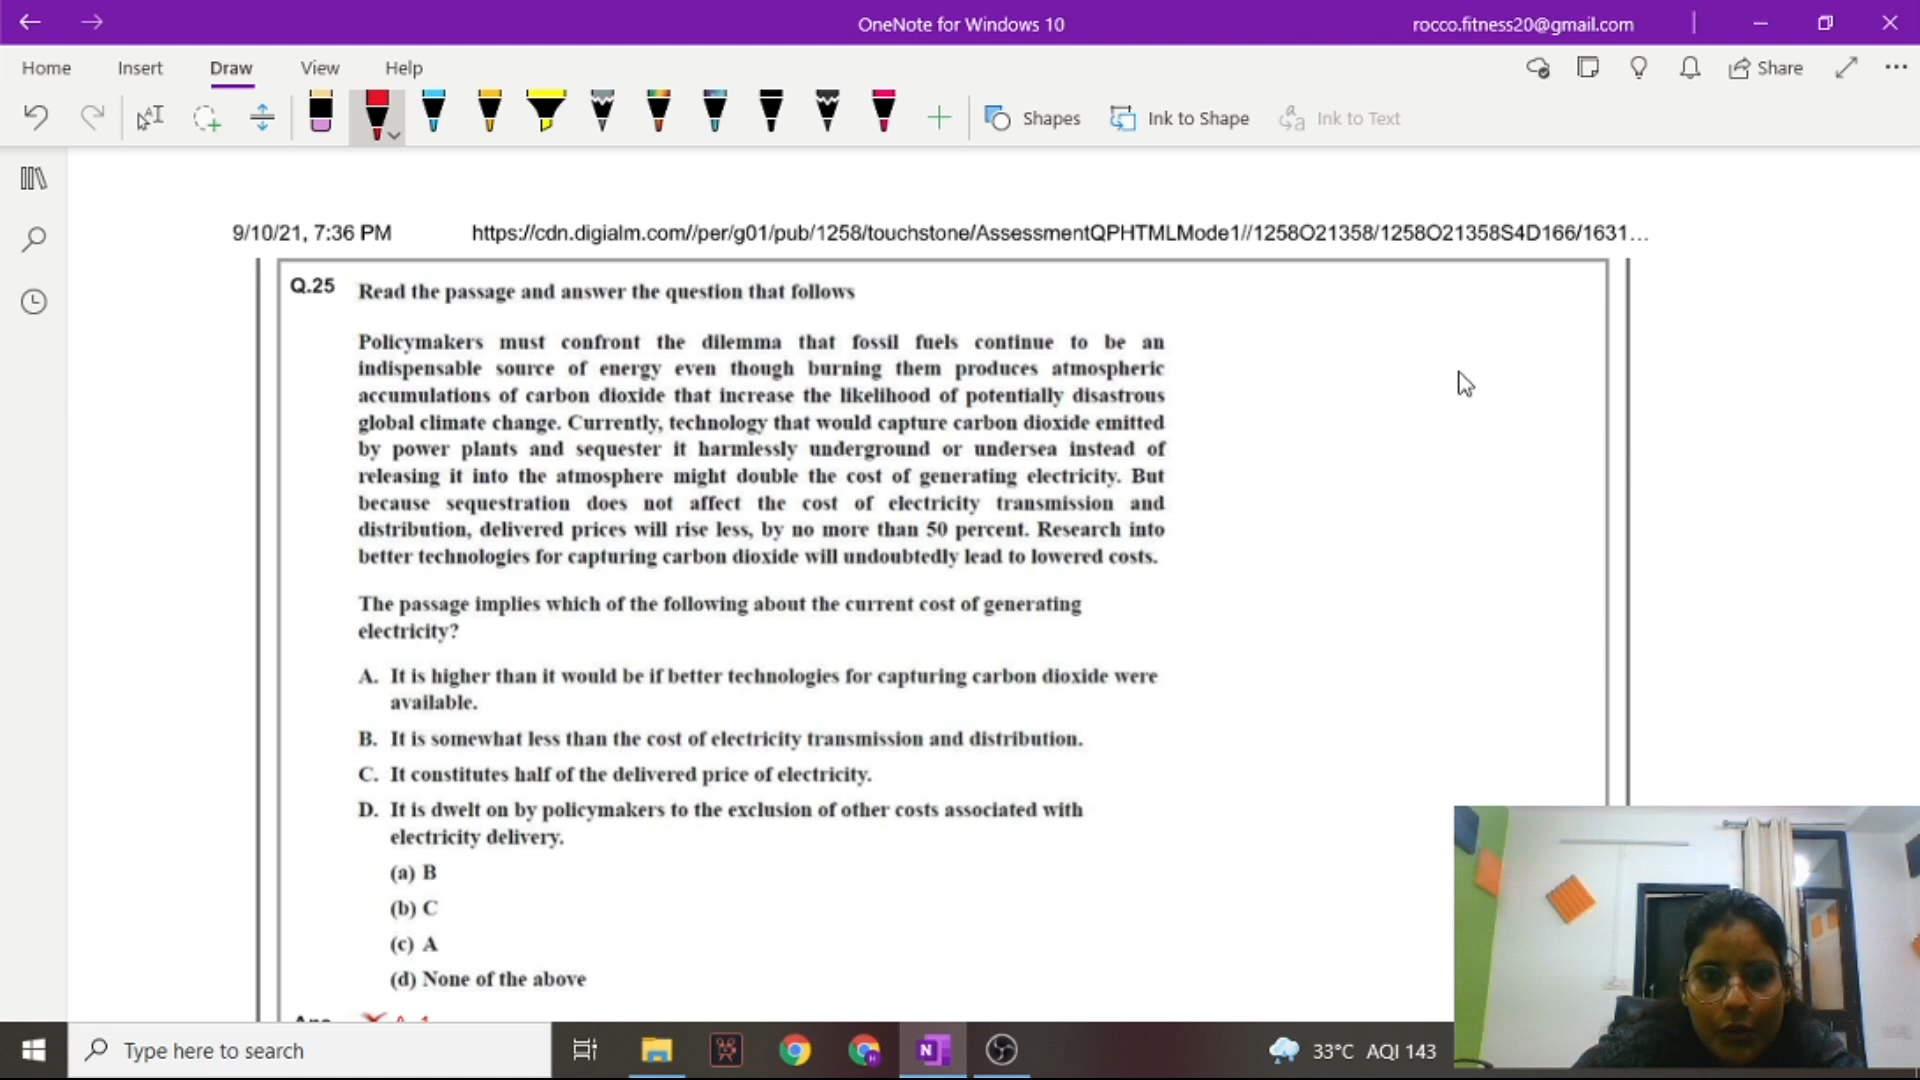 OneNote for Windows 10
rocco.fitness20@gmail.com
Home Insert Draw View Help
Share
Shapes Ink to Shape Ink to Text
9/10/21, 7:36 PM https://cdn.digialm.com//per/g01/pub/1258/touchstone/AssessmentQPHTMLMode1//1258O21358/1258O21358S4D166/1631...
Q.25 Read the passage and answer the question that follows
Policymakers must confront the dilemma that fossil fuels continue to be an
indispensable source of energy even though burning them produces atmospheric
accumulations of carbon dioxide that increase the likelihood of potentially disastrous
global climate change. Currently, technology that would capture carbon dioxide emitted
by power plants and sequester it harmlessly underground or undersea instead of
releasing it into the atmosphere might double the cost of generating electricity. But
because sequestration does not affect the cost of electricity transmission and
distribution, delivered prices will rise less, by no more than 50 percent. Research into
better technologies for capturing carbon dioxide will undoubtedly lead to lowered costs.
The passage implies which of the following about the current cost of generating
electricity?
A. It is higher than it would be if better technologies for capturing carbon dioxide were
available.
B. It is somewhat less than the cost of electricity transmission and distribution.
C. It constitutes half of the delivered price of electricity.
D. It is dwelt on by policymakers to the exclusion of other costs associated with
electricity delivery.
(a) B
(b) C
(c) A
(d) None of the above
Type here to search
33°C AQI 143